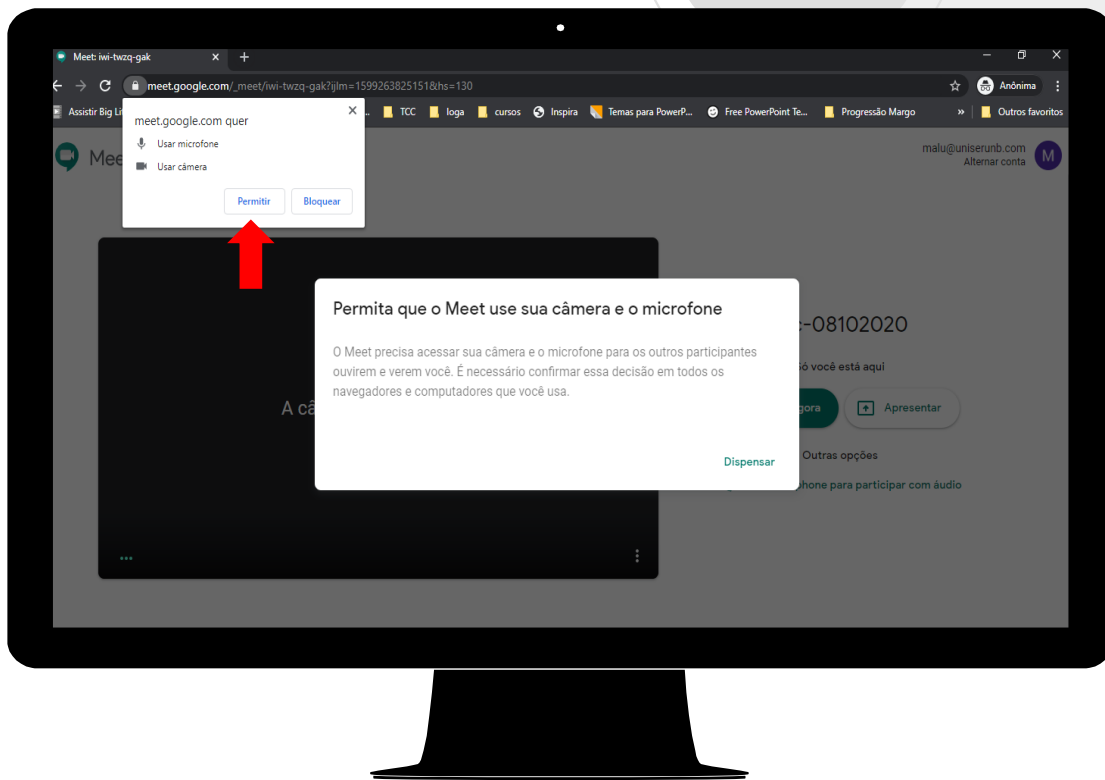 Meet: iwi-twzq-gak
meet.google.com/_meet/iwi-twzq-gak?ijlm=1599263825151&hs=130
Anônima
Assistir Big Li
TCC
Ioga
cursos
Inspira
Temas para PowerP...
Free PowerPoint Te...
Progressão Margo
»
Outros favoritos
meet.google.com quer
Usar microfone
Usar câmera
Permitir
Bloquear
Mee
malu@uniserunb.com
Alternar conta
M
Permita que o Meet use sua câmera e o microfone
O Meet precisa acessar sua câmera e o microfone para os outros participantes
ouvirem e verem você. É necessário confirmar essa decisão em todos os
navegadores e computadores que você usa.
Dispensar
A câ
-08102020
você está aqui
gora
Apresentar
Outras opções
phone para participar com áudio